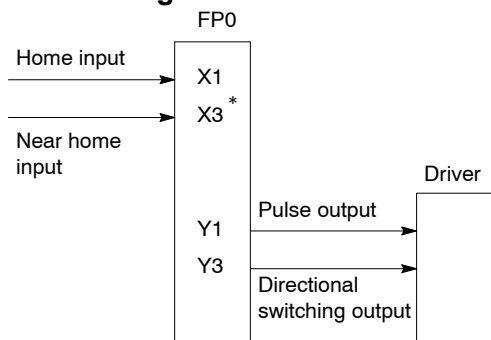 FP0
Home input
X1
X3 *
Near home
input
Driver
Pulse output
Y1
Y3
Directional
switching output